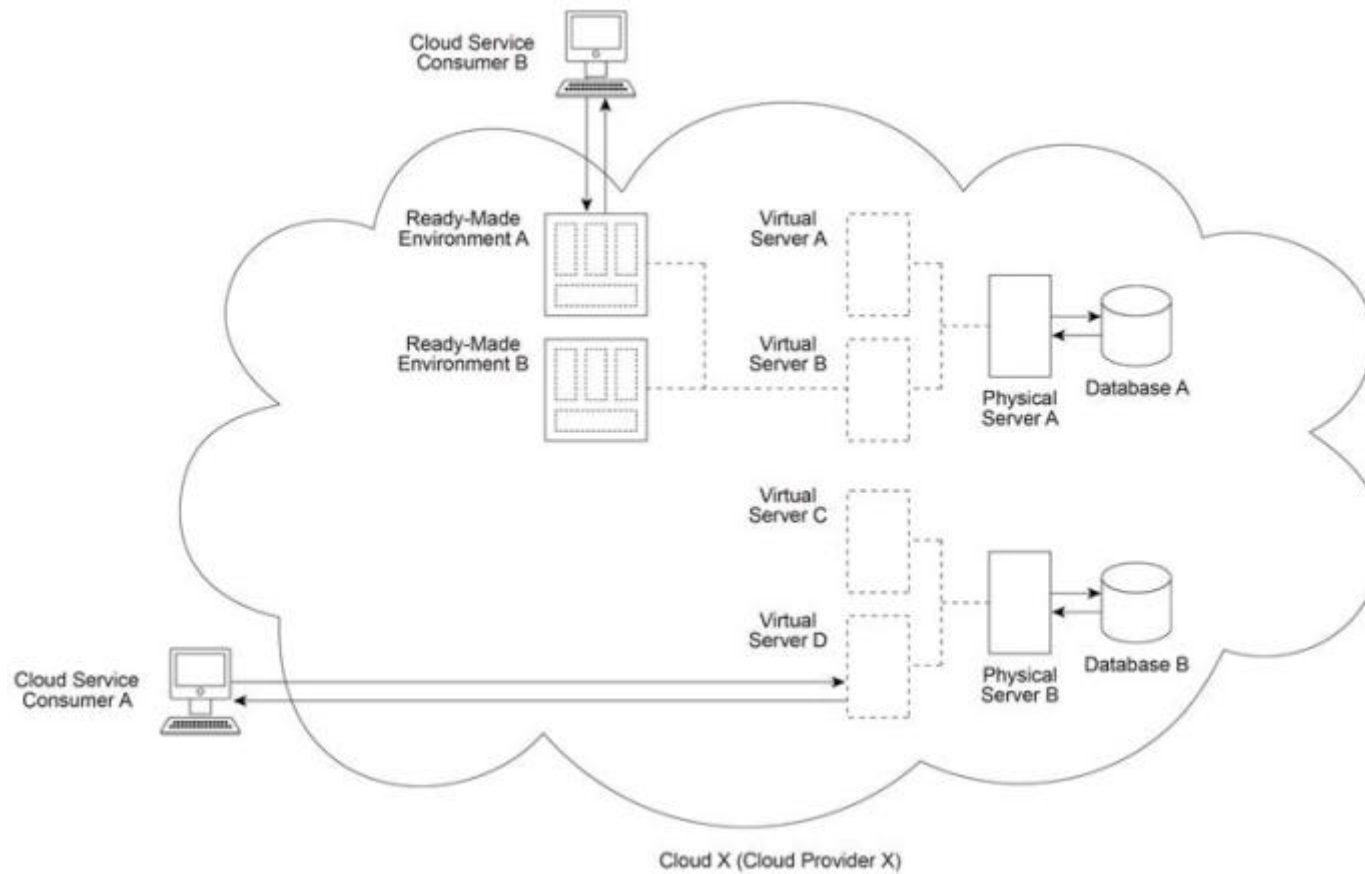 Cloud Service
Consumer B
Ready-Made
Environment A
Virtual
Server A
Ready-Made
Environment B
Virtual
Server B
Physical
Server A
Database A
Virtual
Server C
Virtual
Server D
Physical
Server B
Database B
Cloud Service
Consumer A
Cloud X (Cloud Provider X)